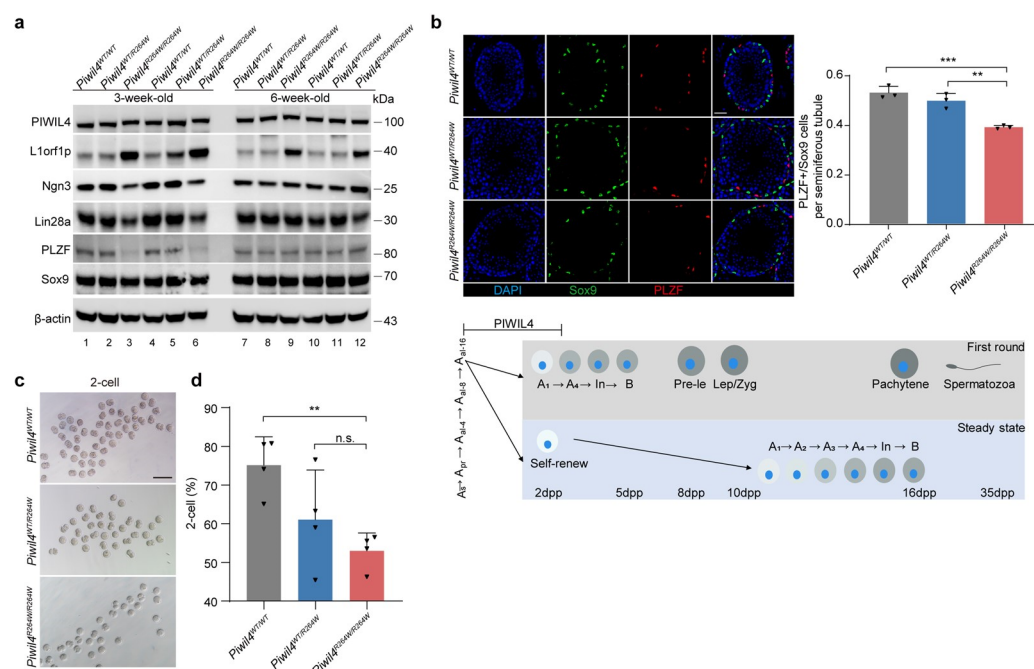 a
Piwil4WT/WT
Piwil4WT/R264W
Piwil4R264W/R264W
Piwil4WT/WT
Piwil4WT/R264W
Piwil4R264W/R264W
Piwil4WT/WT
Piwil4WT/R264W
Piwil4R264W/R264W
Piwil4WT/WT
Piwil4WT/R264W
Piwil4R264W/R264W
3-week-old 6-week-old kDa
PIWIL4 100
L1orf1p 40
Ngn3 25
Lin28a 30
PLZF 80
Sox9 70
β-actin 43
1 2 3 4 5 6 7 8 9 10 11 12
b
Piwil4WT/WT
Piwil4WT/R264W
Piwil4R264W/R264W
DAPI Sox9 PLZF
PLZF+/Sox9 cells
per seminiferous tubule
0.8
0.6
0.4
0.2
0.0
***
**
Piwil4WT/WT
Piwil4WT/R264W
Piwil4R264W/R264W
c
2-cell
Piwil4WT/WT
Piwil4WT/R264W
Piwil4R264W/R264W
d
2-cell (%)
90
80
70
60
50
40
**
n.s.
Piwil4WT/WT
Piwil4WT/R264W
Piwil4R264W/R264W
PIWIL4
As→Apr→Aal-4→Aal-8→Aal-16
First round
A₁→A₄→In→ B Pre-le Lep/Zyg Pachytene Spermatozoa
Steady state
A₁→A₂→A₃→A₄→In→ B
Self-renew
2dpp 5dpp 8dpp 10dpp 16dpp 35dpp